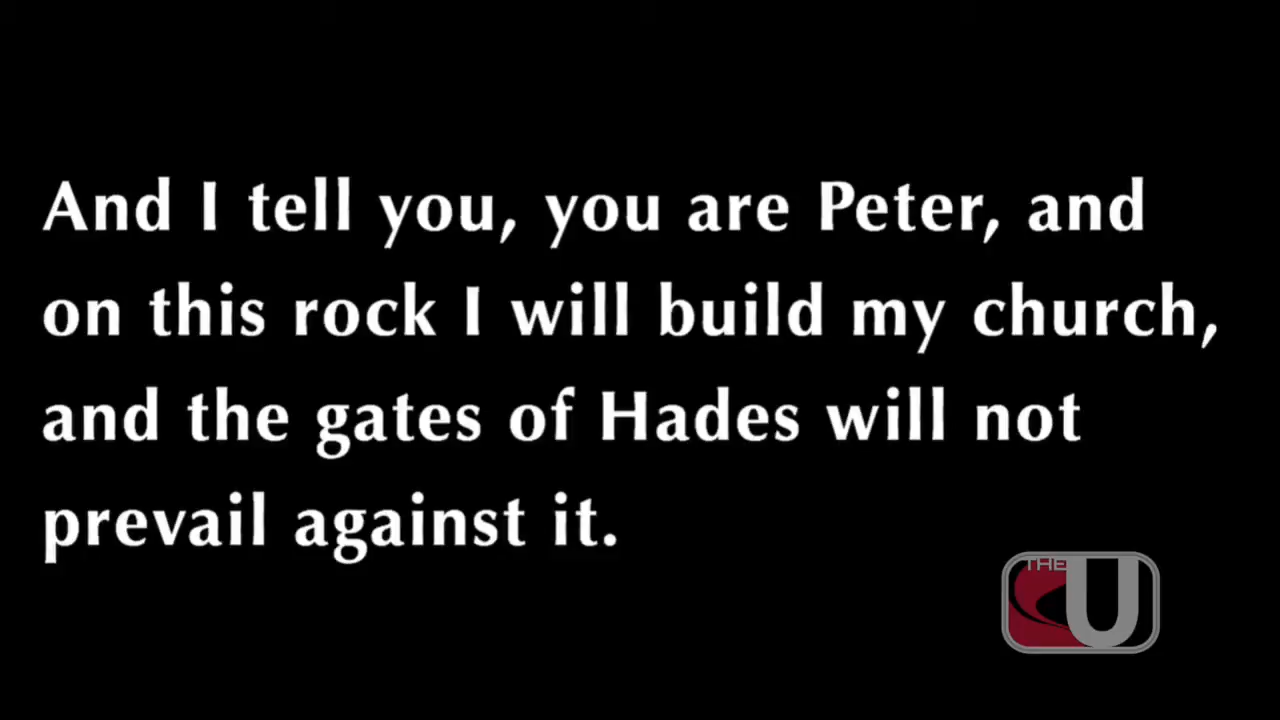 And I tell you, you are Peter, and
on this rock I will build my church,
and the gates of Hades will not
prevail against it.
THE
U